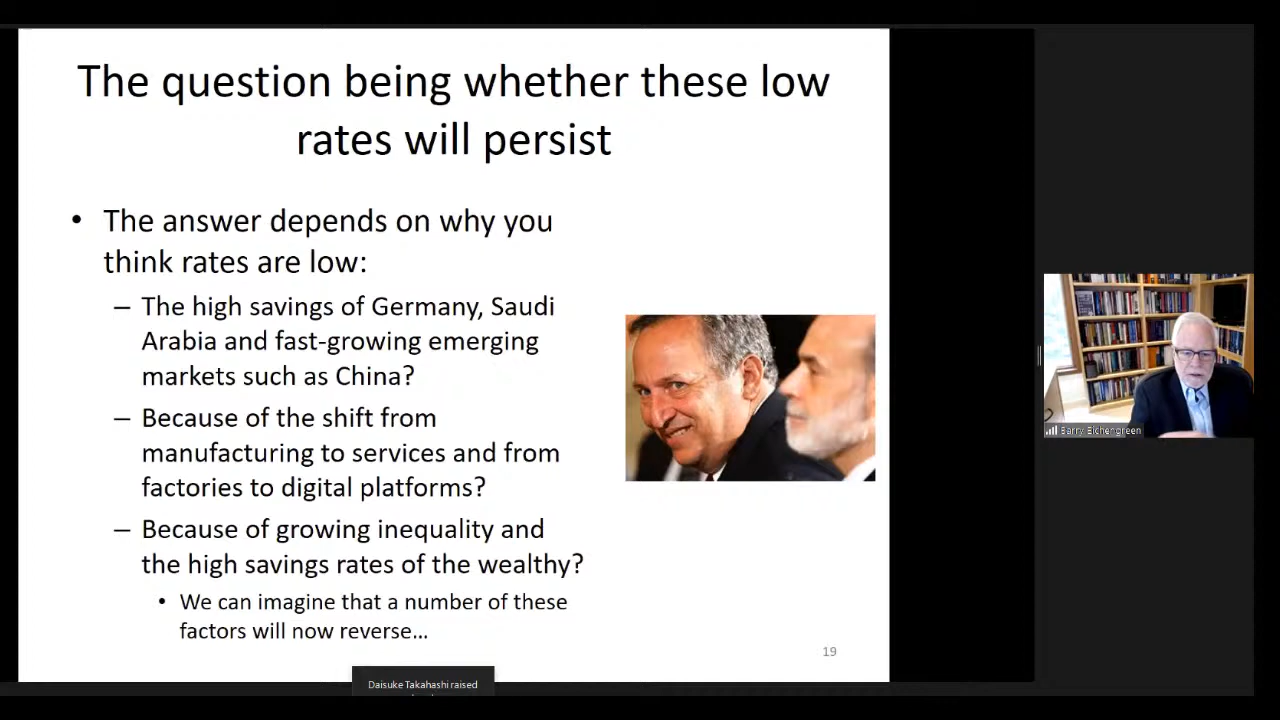 The question being whether these low
rates will persist
• The answer depends on why you
think rates are low:
– The high savings of Germany, Saudi
Arabia and fast-growing emerging
markets such as China?
– Because of the shift from
manufacturing to services and from
factories to digital platforms?
– Because of growing inequality and
the high savings rates of the wealthy?
• We can imagine that a number of these
factors will now reverse...
19
Barry Eichengreen
Daisuke Takahashi raised